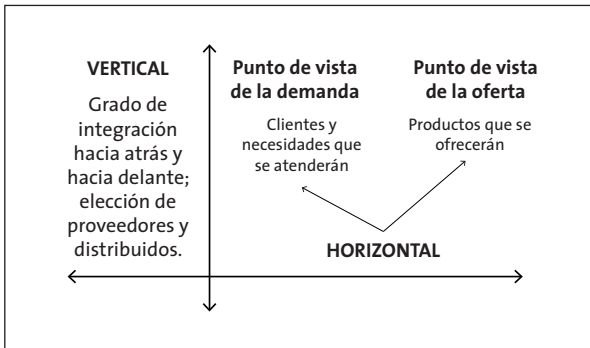 VERTICAL
Grado de
integración
hacia atrás y
hacia delante;
elección de
proveedores y
distribuidos.
Punto de vista
de la demanda
Clientes y
necesidades que
se atenderán
Punto de vista
de la oferta
Productos que se
ofrecerán
HORIZONTAL